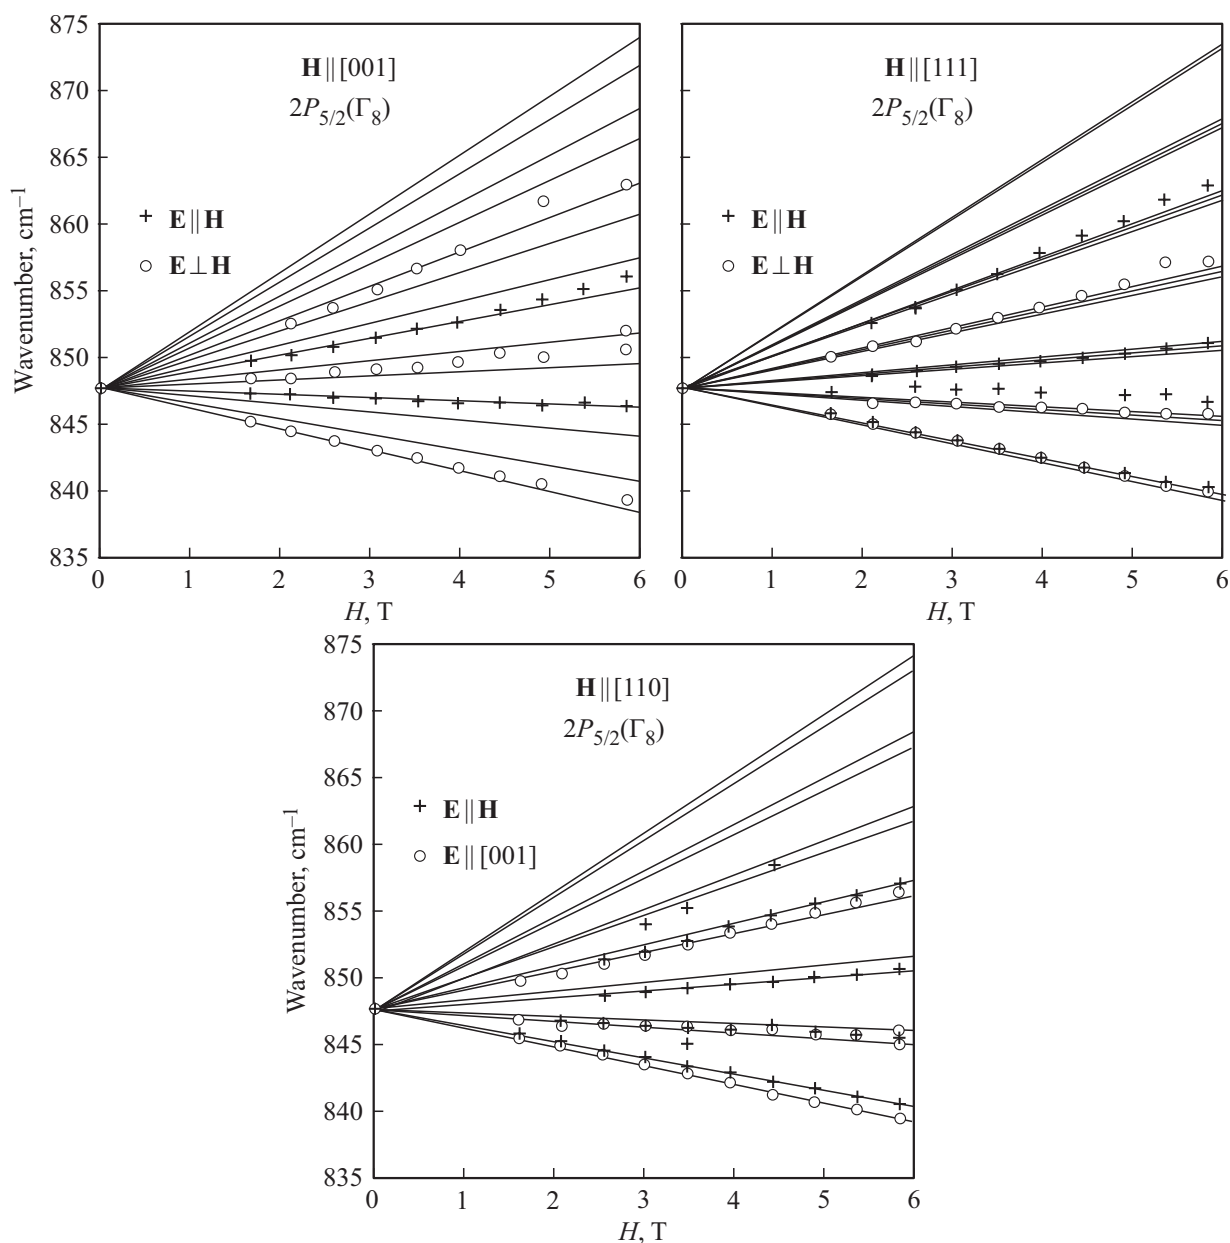 875
870
865
860
855
850
845
840
835
Wavenumber, cm⁻¹
H||[001]
2P₅/₂(Γ₈)
+ E||H
○ E⊥H
0 1 2 3 4 5 6
H, T
H||[111]
2P₅/₂(Γ₈)
+ E||H
○ E⊥H
0 1 2 3 4 5 6
H, T
875
870
865
860
855
850
845
840
835
Wavenumber, cm⁻¹
H||[110]
2P₅/₂(Γ₈)
+ E||H
○ E||[001]
0 1 2 3 4 5 6
H, T